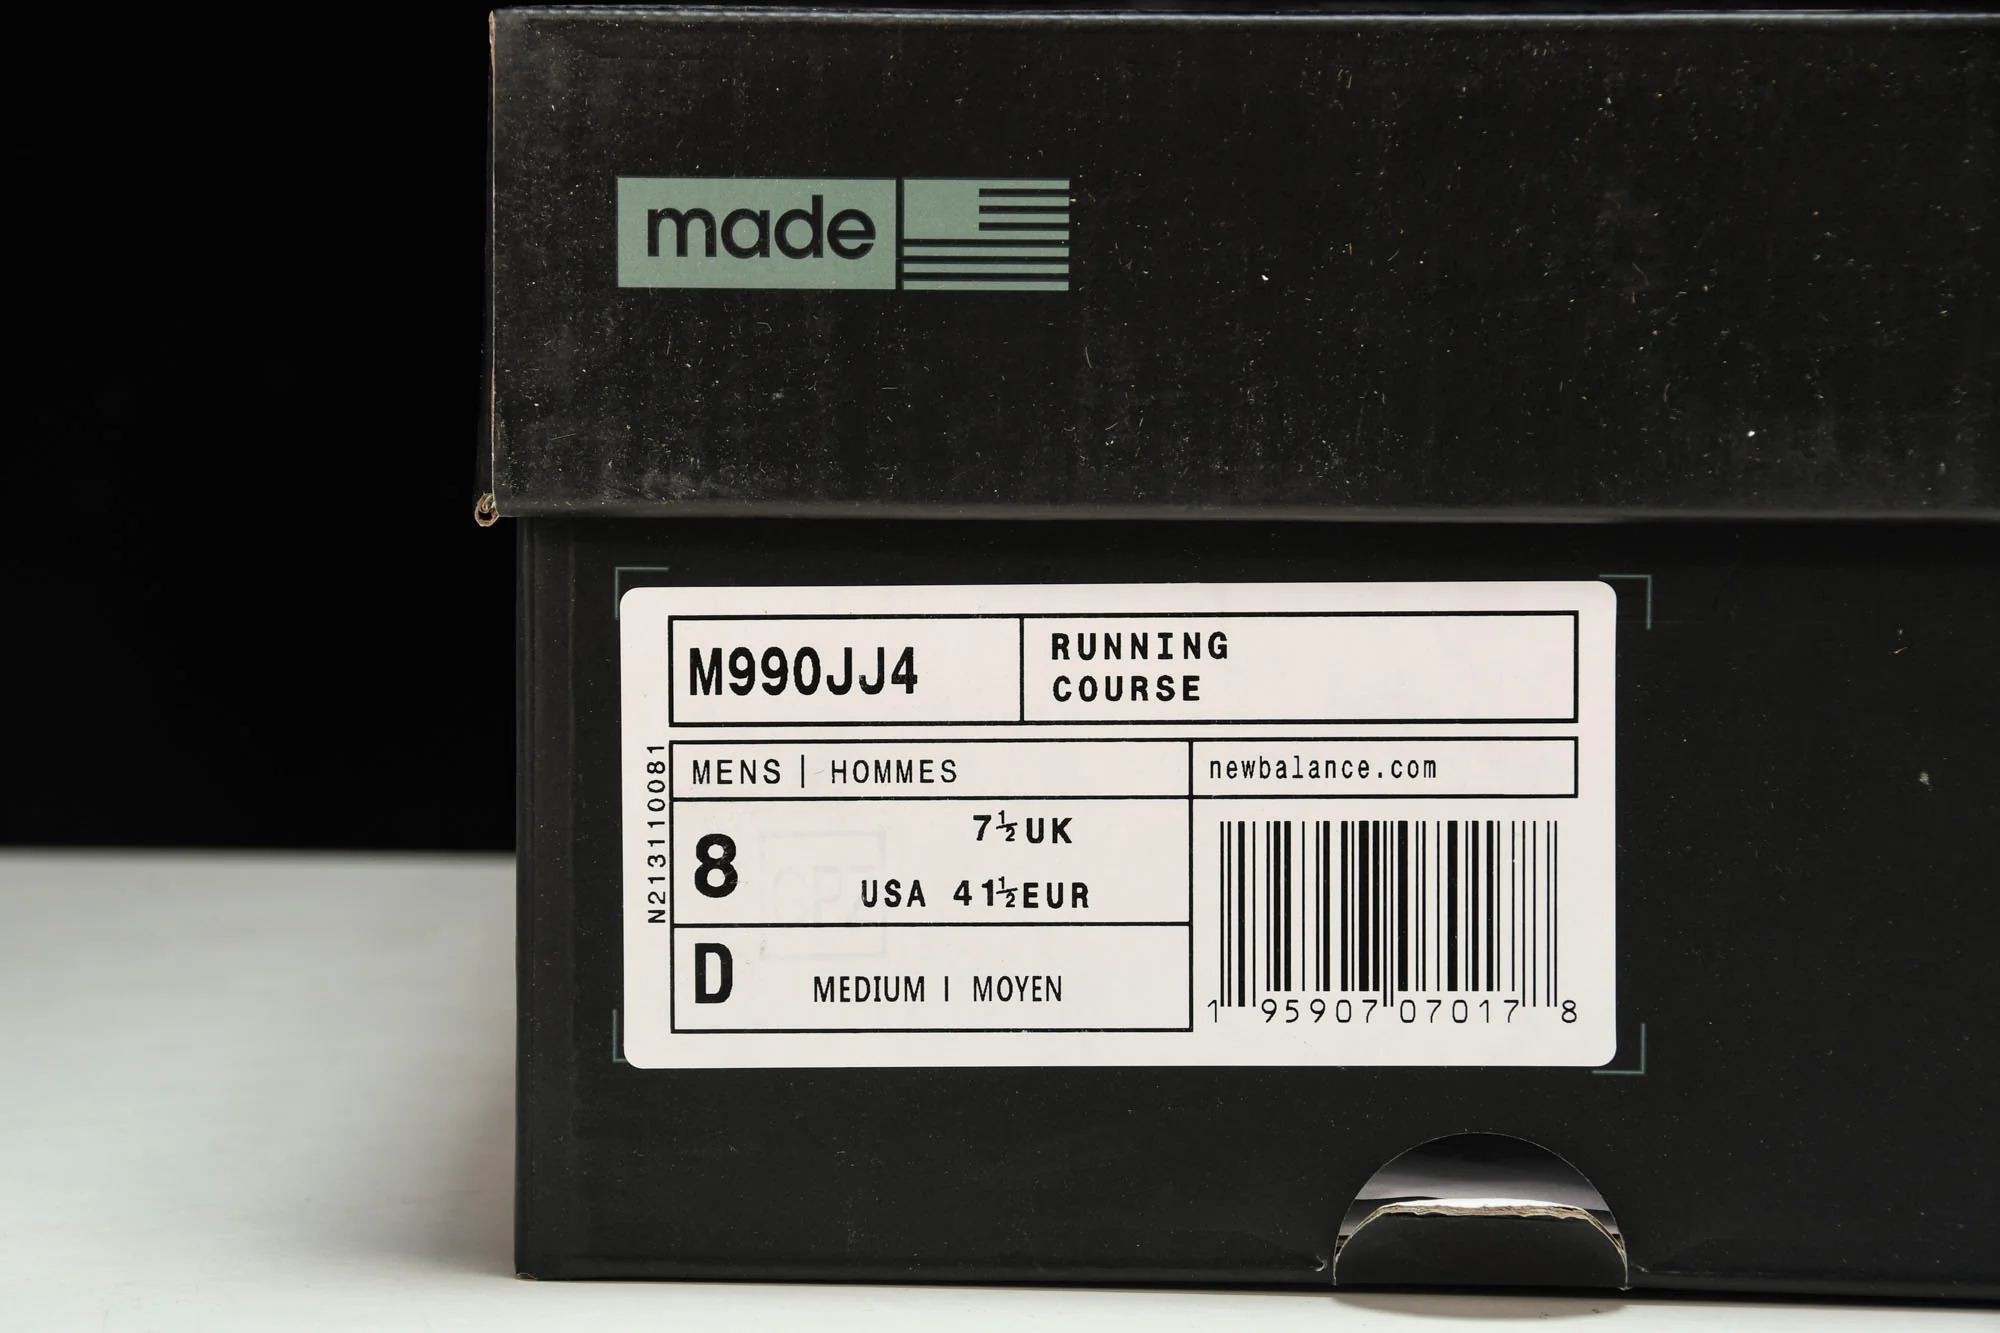 made
M990JJ4
RUNNING
COURSE
N2131110081
MENS | HOMMES
newbalance.com
7½UK
8
USA 41½EUR
D
MEDIUM | MOYEN
1 95907 07017 8